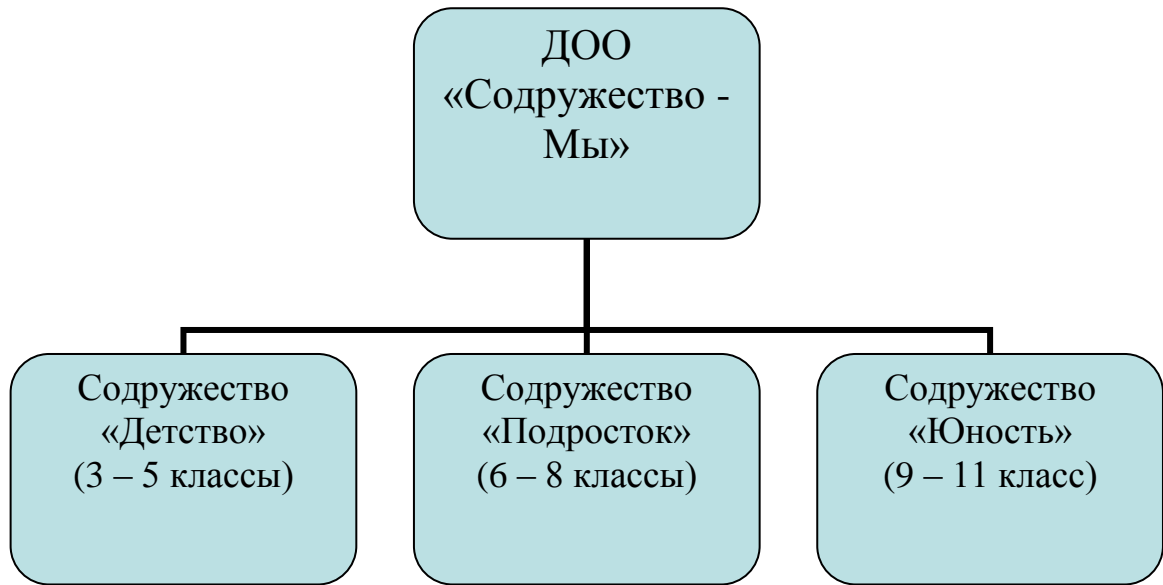 ДОО
«Содружество -
Мы»
Содружество
«Детство»
(3 – 5 классы)
Содружество
«Подросток»
(6 – 8 классы)
Содружество
«Юность»
(9 – 11 класс)